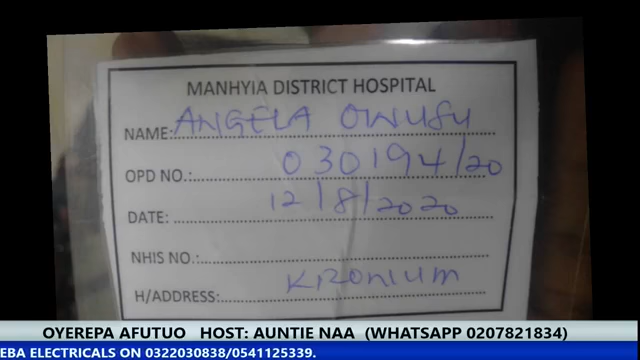 MANHYIA DISTRICT HOSPITAL
NAME: ANGELA OWUSU
OPD NO.: 030194/20
DATE: 12/8/2020
NHIS NO.:
H/ADDRESS: KRONIUM
OYEREPA AFUTUO HOST: AUNTIE NAA (WHATSAPP 0207821834)
EBA ELECTRICALS ON 0322030838/0541125339.